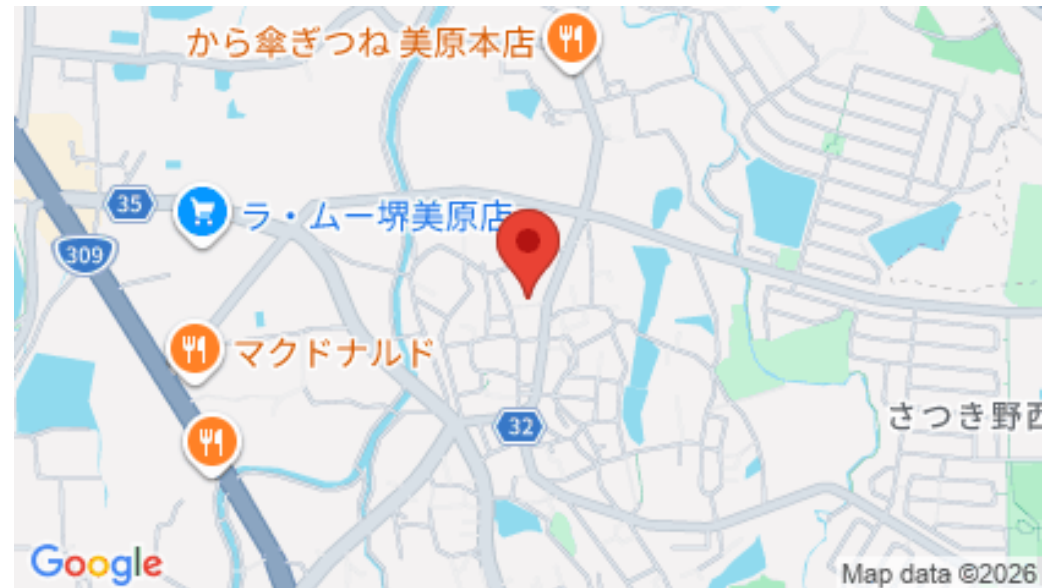 から傘ぎつね 美原本店
35
ラ・ムー堺美原店
309
マクドナルド
32
さつき野西
Google
Map data ©2026